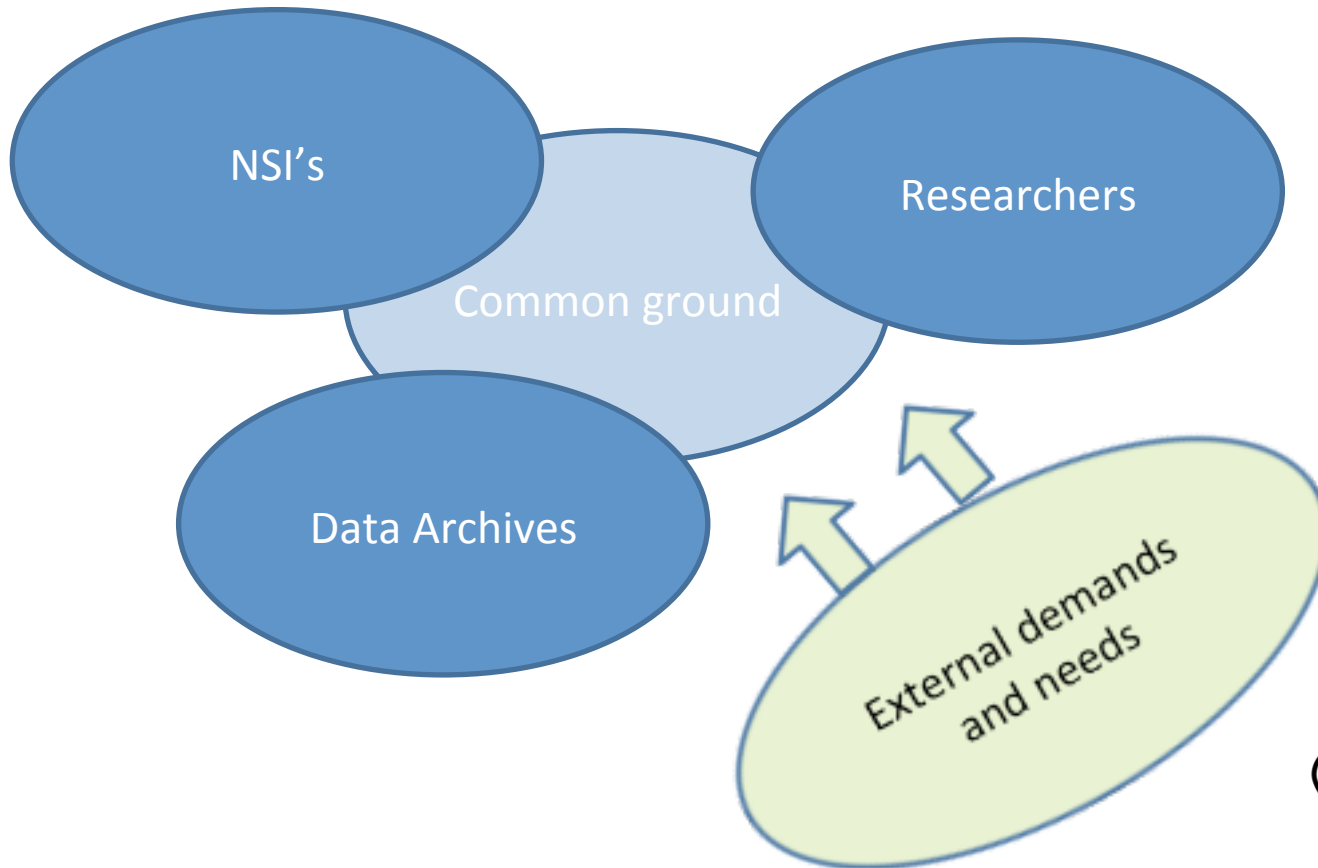 NSI’s
Researchers
Common ground
Data Archives
External demands
and needs
(